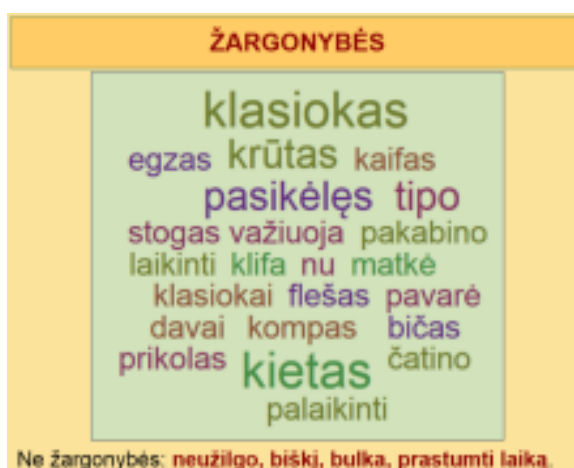 ŽARGONYBĖS
klasiokas
egzas krūtas kaifas
pasikėlęs tipo
stogas važiuoja pakabino
laikinti klifa nu matkė
klasiokai flešas pavarė
davai kompas bičas
prikolas kietas čatino
palaikinti
Ne žargonybės: neužilgo, biškį, bulka, prastumti laiką.